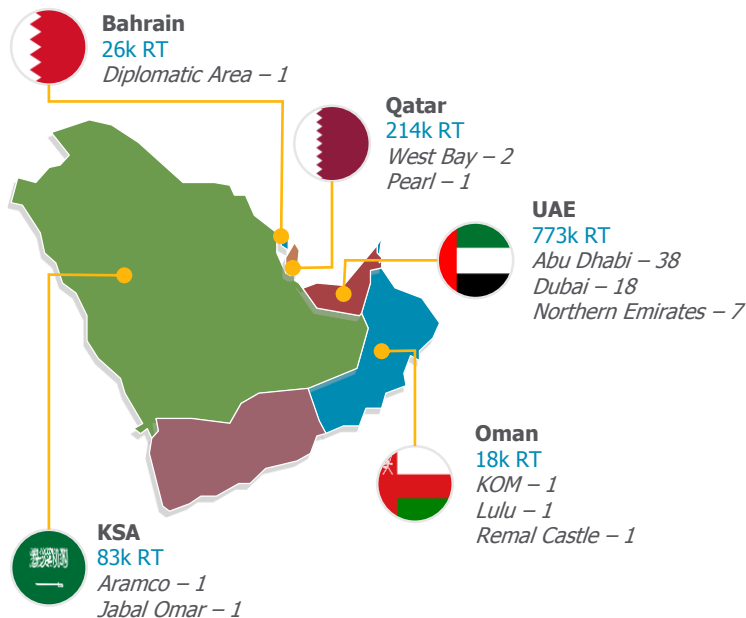 Bahrain
26k RT
Diplomatic Area – 1
Qatar
214k RT
West Bay – 2
Pearl – 1
UAE
773k RT
Abu Dhabi – 38
Dubai – 18
Northern Emirates – 7
Oman
18k RT
KOM – 1
Lulu – 1
Remal Castle – 1
KSA
83k RT
Aramco – 1
Jabal Omar – 1